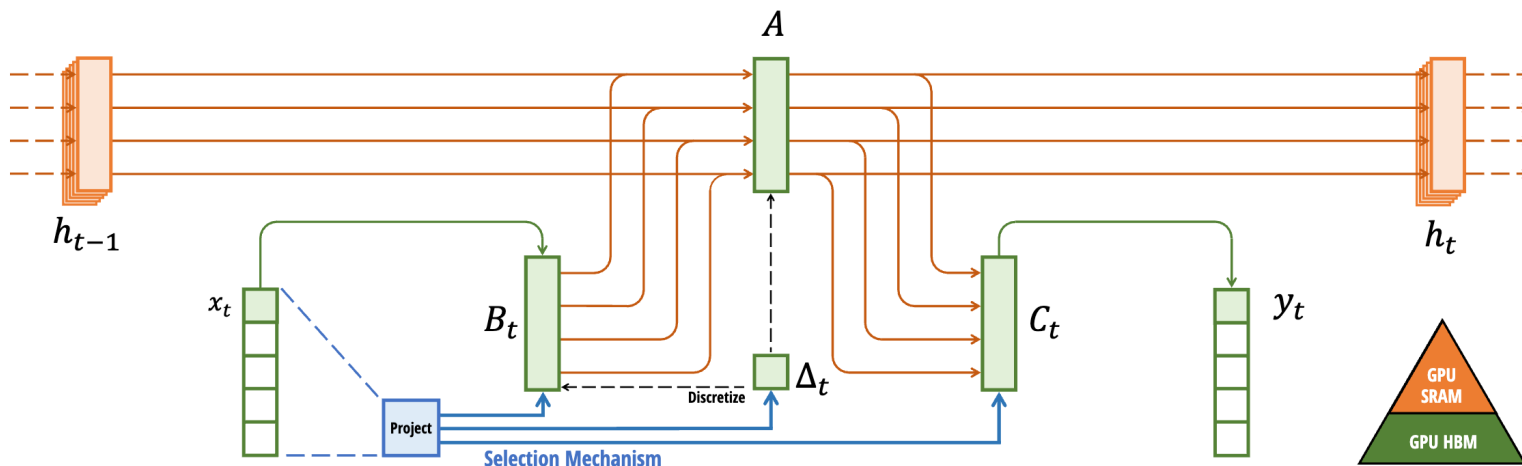 A
h_{t-1}
h_t
x_t
B_t
C_t
y_t
Δ_t
Discretize
Project
Selection Mechanism
GPU
SRAM
GPU HBM